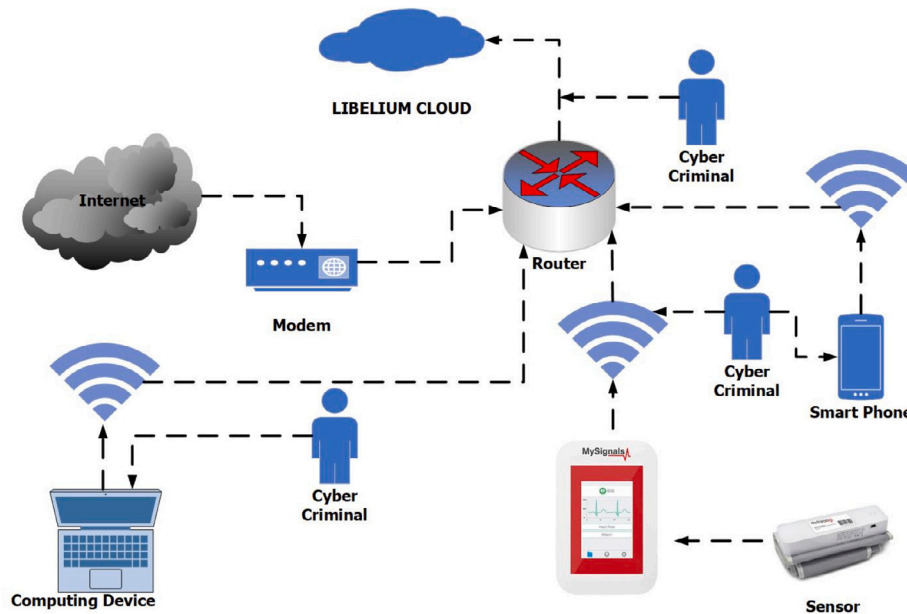 LIBELIUM CLOUD
Cyber
Criminal
Internet
Router
Modem
Cyber
Criminal
Smart Phone
Cyber
Criminal
MySignals
Computing Device
Sensor